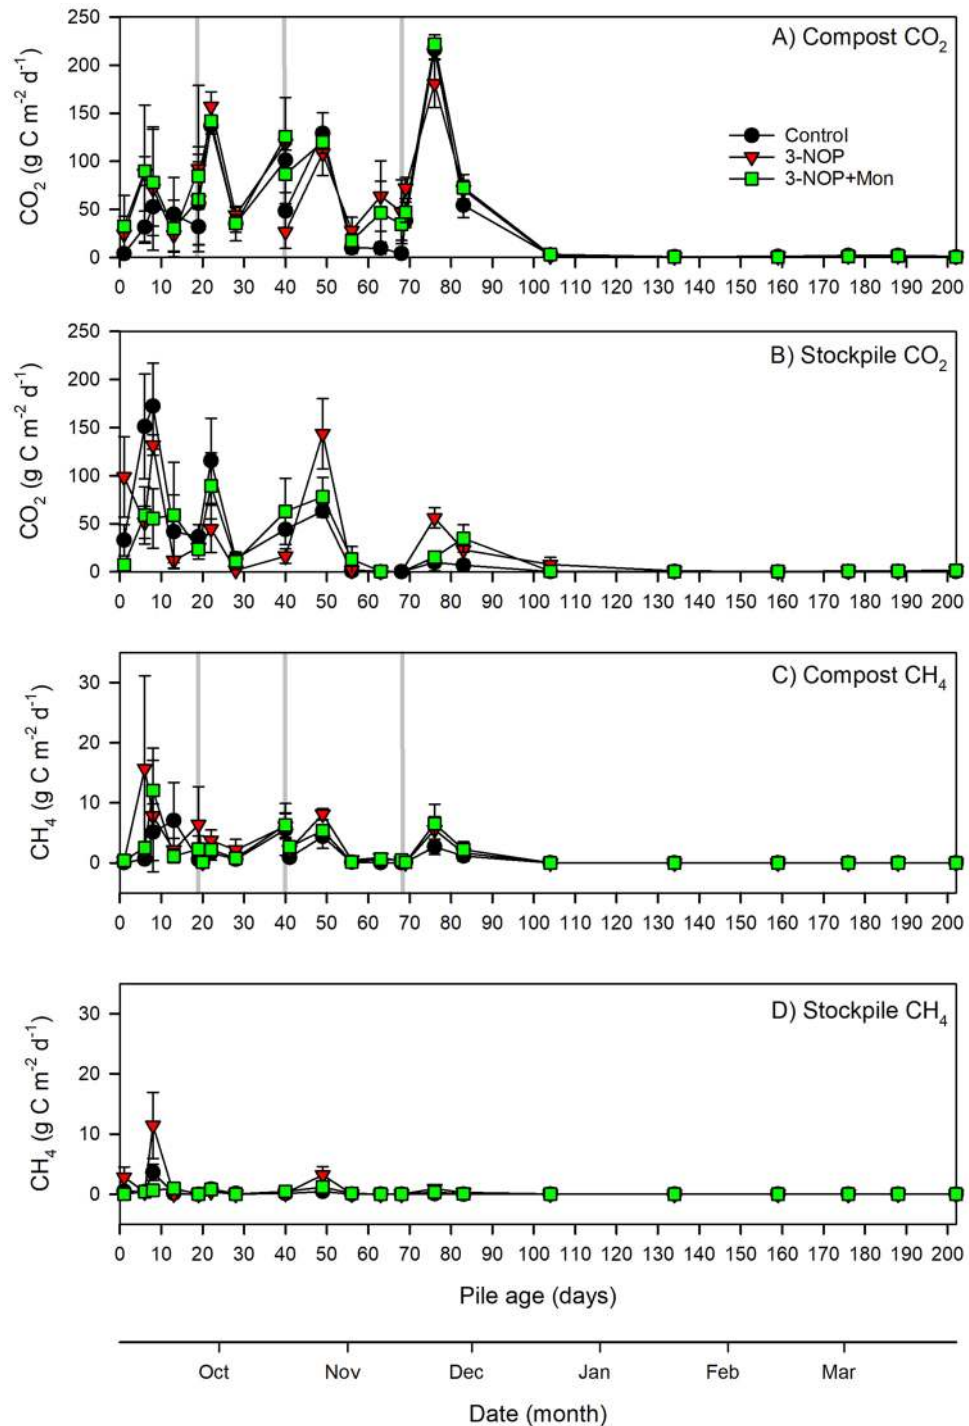 A) Compost CO2
CO2 (g C m-2 d-1)
250
200
150
100
50
0
Control
3-NOP
3-NOP+Mon
0 10 20 30 40 50 60 70 80 90 100 110 120 130 140 150 160 170 180 190 200
B) Stockpile CO2
CO2 (g C m-2 d-1)
250
200
150
100
50
0
0 10 20 30 40 50 60 70 80 90 100 110 120 130 140 150 160 170 180 190 200
C) Compost CH4
CH4 (g C m-2 d-1)
30
20
10
0
0 10 20 30 40 50 60 70 80 90 100 110 120 130 140 150 160 170 180 190 200
D) Stockpile CH4
CH4 (g C m-2 d-1)
30
20
10
0
0 10 20 30 40 50 60 70 80 90 100 110 120 130 140 150 160 170 180 190 200
Pile age (days)
Oct Nov Dec Jan Feb Mar
Date (month)